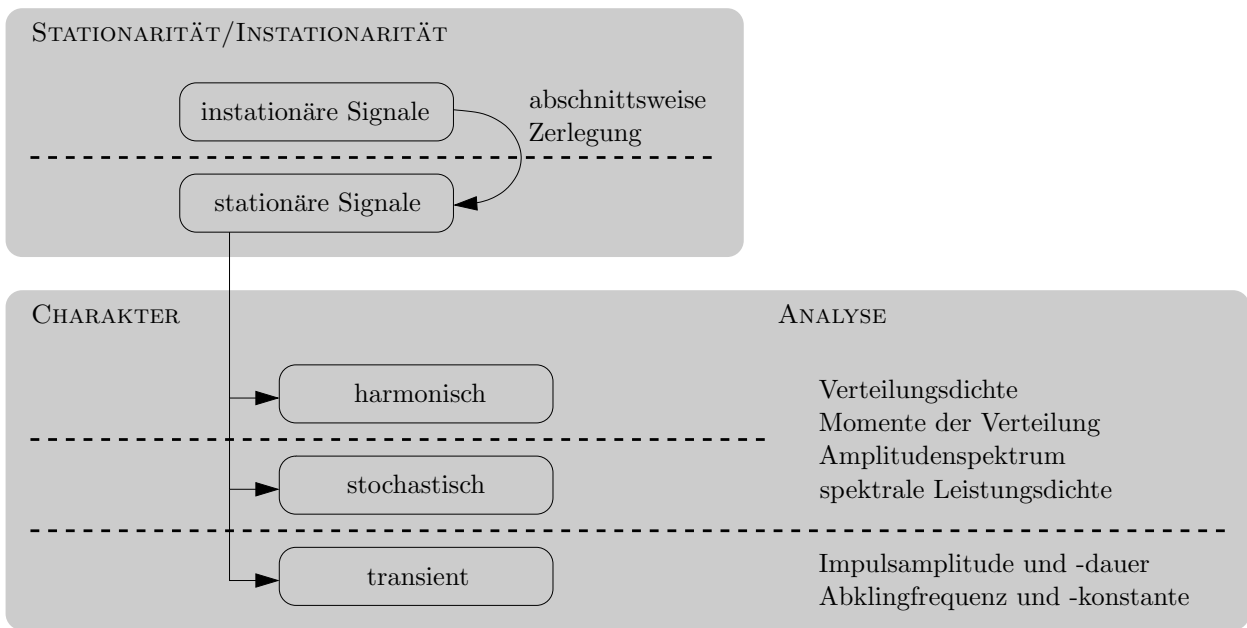 Stationarität/Instationarität
instationäre Signale
abschnittsweise
Zerlegung
stationäre Signale
Charakter
Analyse
harmonisch
stochastisch
Verteilungsdichte
Momente der Verteilung
Amplitudenspektrum
spektrale Leistungsdichte
transient
Impulsamplitude und -dauer
Abklingfrequenz und -konstante